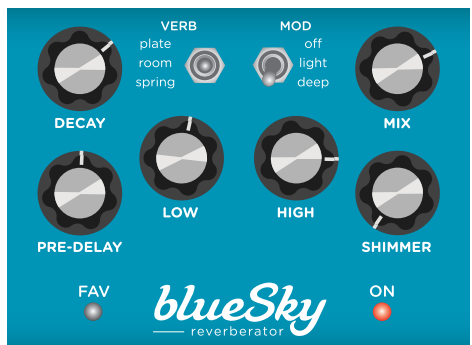 VERB
plate
room
spring
MOD
off
light
deep
DECAY
MIX
LOW
HIGH
PRE-DELAY
SHIMMER
FAV
blueSky
reverberator
ON